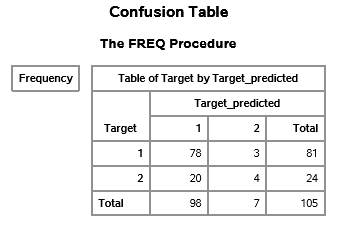 Confusion Table
The FREQ Procedure
Frequency
Table of Target by Target_predicted
Target_predicted
Target 1 2 Total
1 78 3 81
2 20 4 24
Total 98 7 105